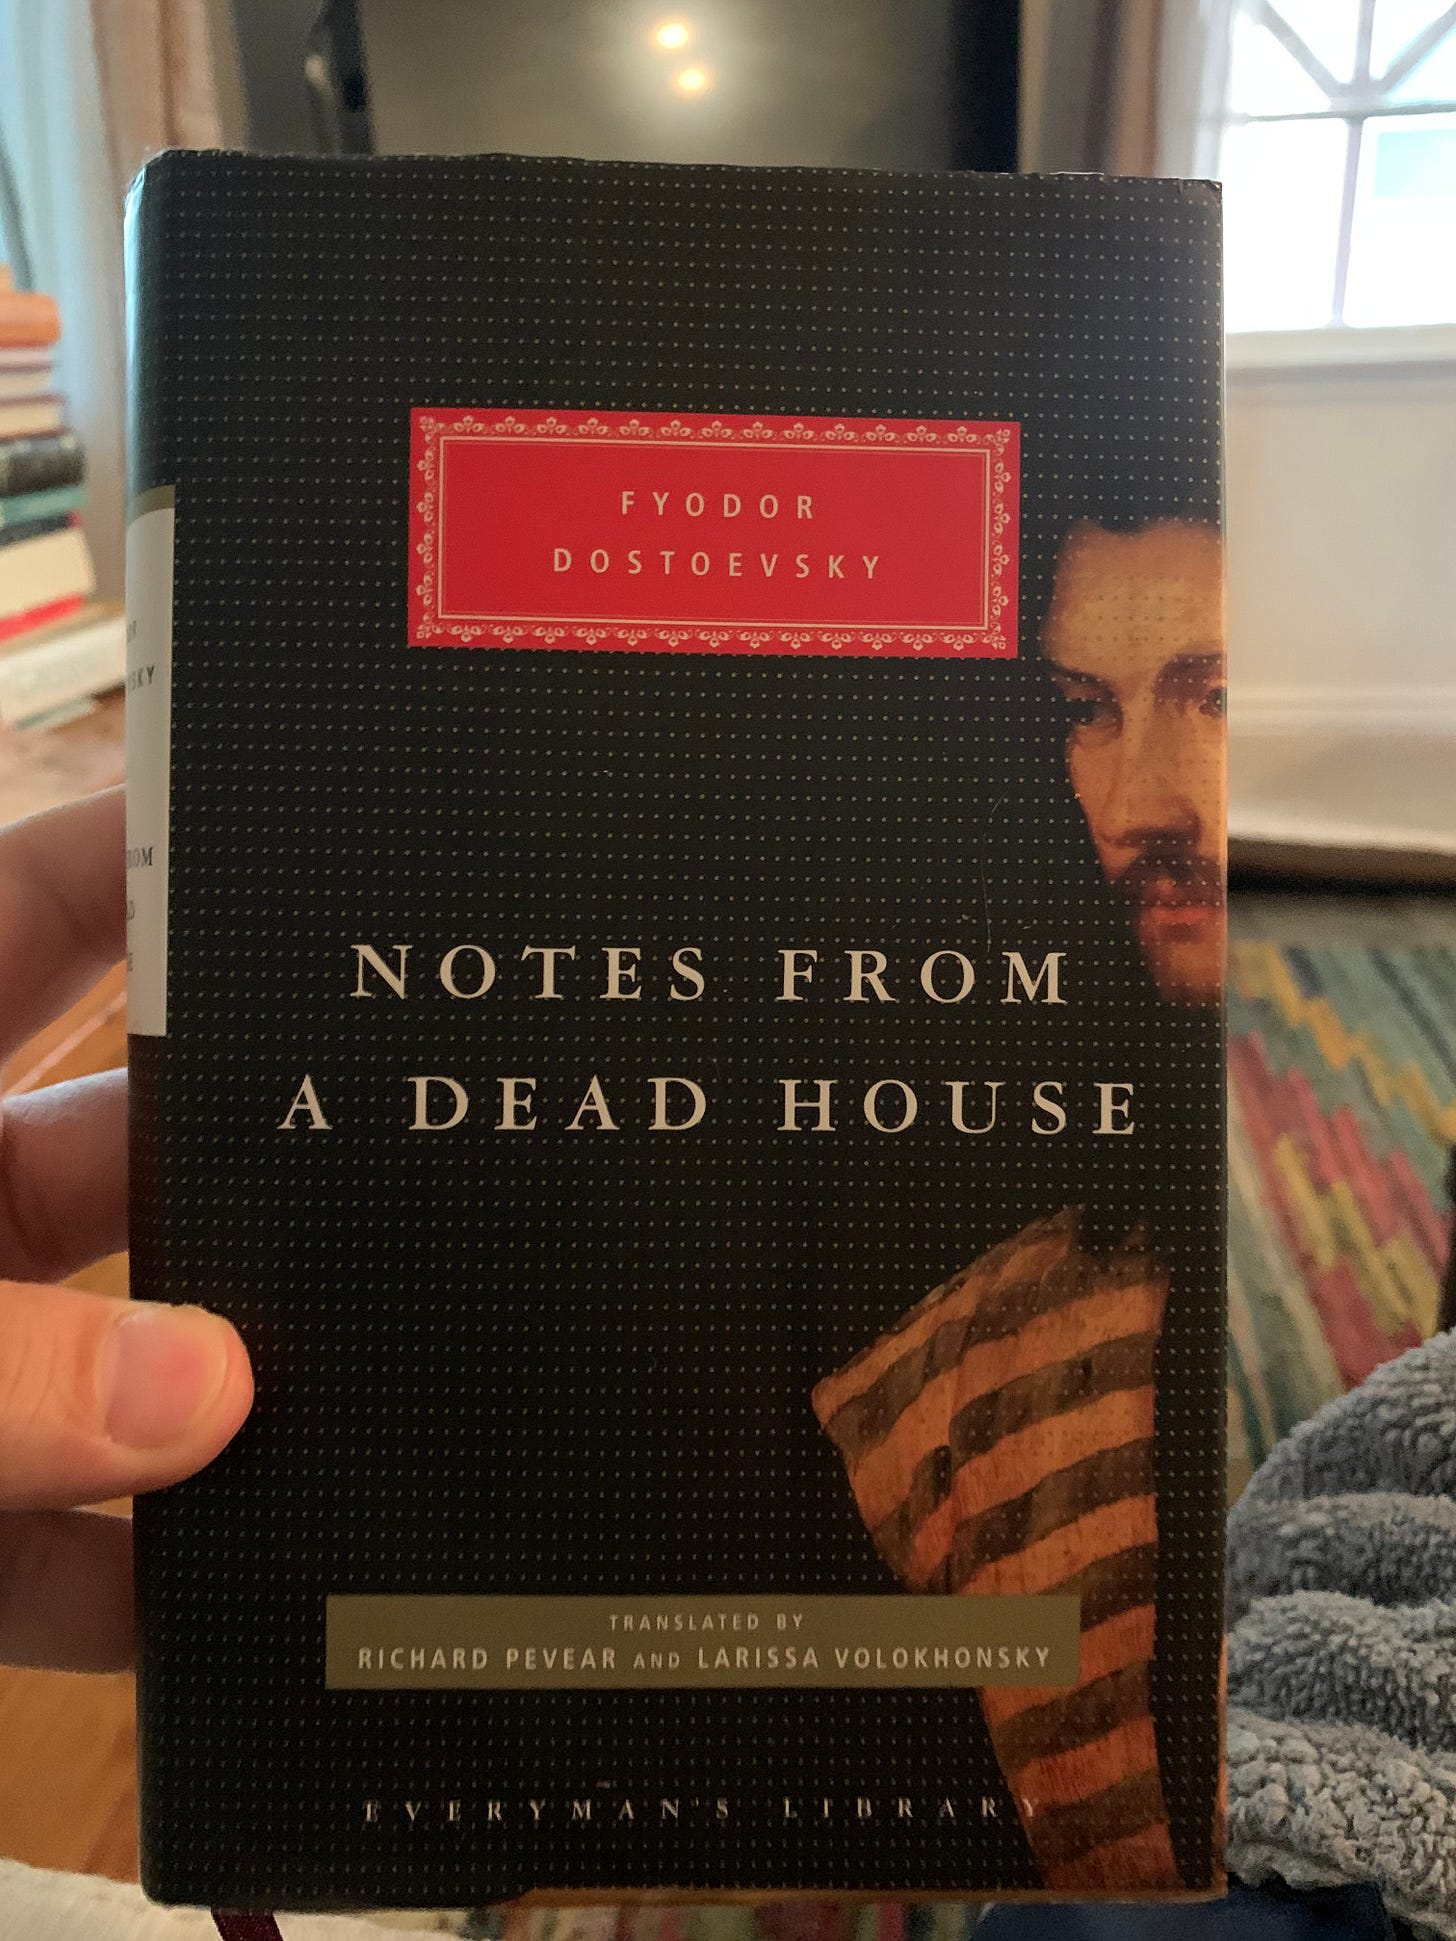 FYODOR
DOSTOEVSKY
NOTES FROM
A DEAD HOUSE
TRANSLATED BY
RICHARD PEVEAR AND LARISSA VOLOKHONSKY
EVERYMAN'S LIBRARY